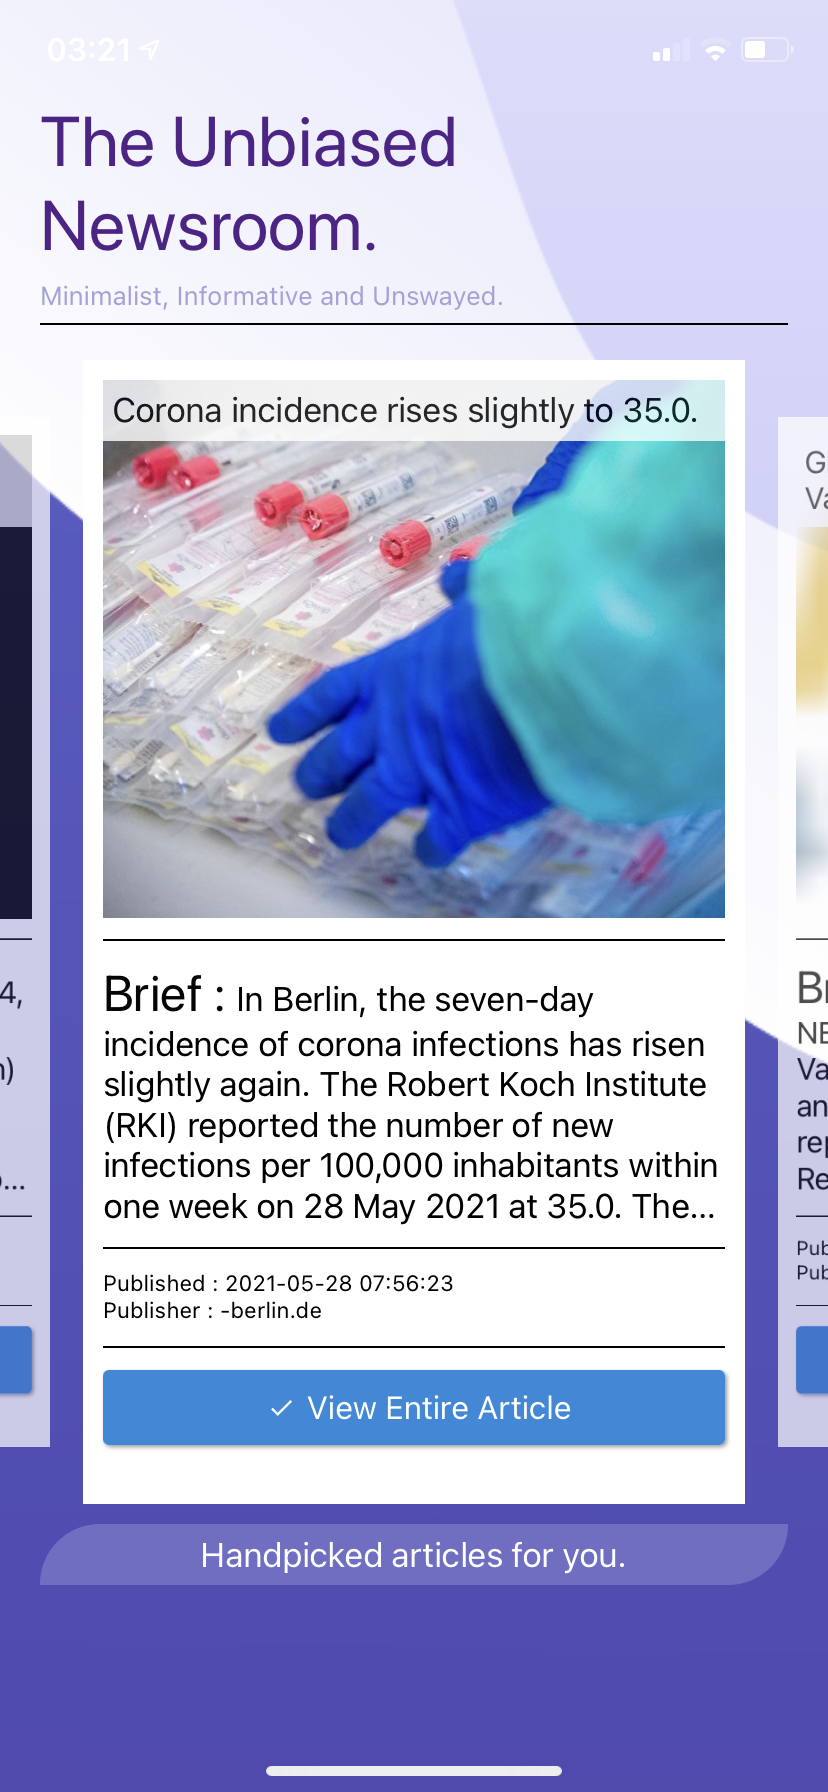 03:21
The Unbiased
Newsroom.
Minimalist, Informative and Unswayed.
Corona incidence rises slightly to 35.0.
Brief : In Berlin, the seven-day
incidence of corona infections has risen
slightly again. The Robert Koch Institute
(RKI) reported the number of new
infections per 100,000 inhabitants within
one week on 28 May 2021 at 35.0. The...
Published : 2021-05-28 07:56:23
Publisher : -berlin.de
✓ View Entire Article
Handpicked articles for you.